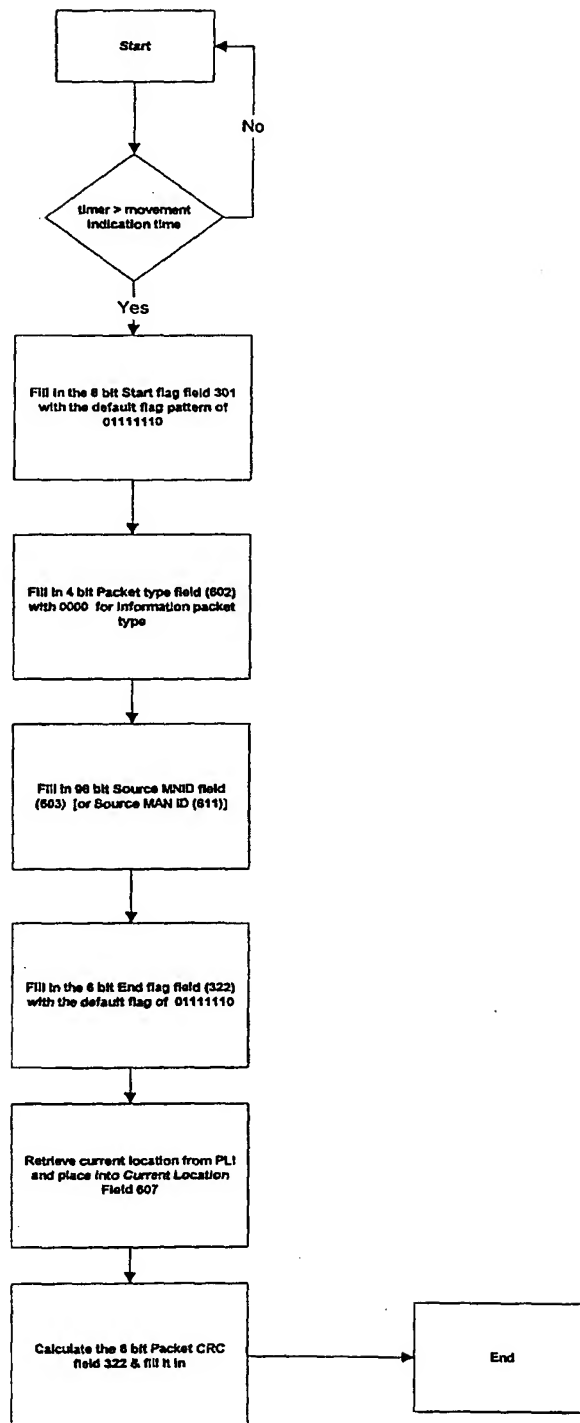 Start
No
timer > movement
indication time
Yes
Fill in the 8 bit Start flag field 301
with the default flag pattern of
01111110
Fill in 4 bit Packet type field (602)
with 0000 for Information packet
type
Fill in 96 bit Source MNID field
(603) [or Source MAN ID (611)]
Fill in the 8 bit End flag field (322)
with the default flag of 01111110
Retrieve current location from PLI
and place into Current Location
Field 607
Calculate the 6 bit Packet CRC
field 322 & fill it in
End